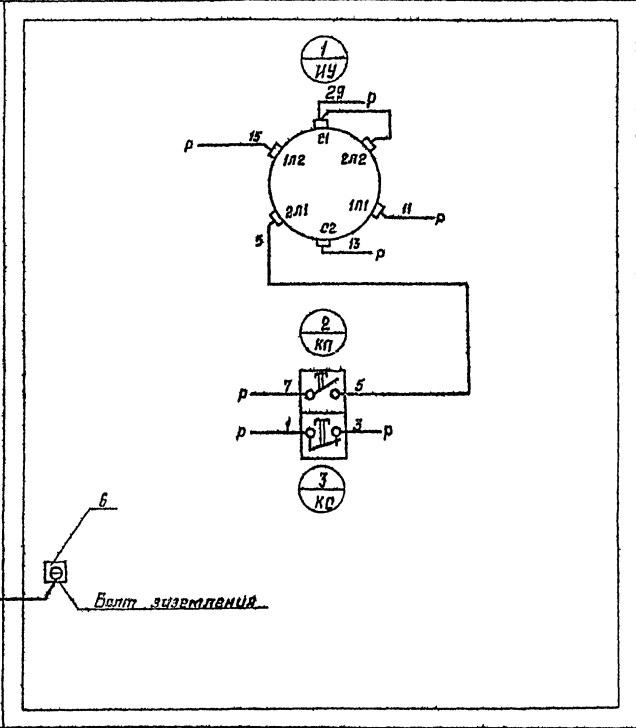 1
ИУ
29 р
С1
р 15
1Л2 2Л2
2Л1 1Л1 11 р
5 С2
13 р
2
КП
р 7 5
р 1 3 р
3
КС
6
Болт заземления